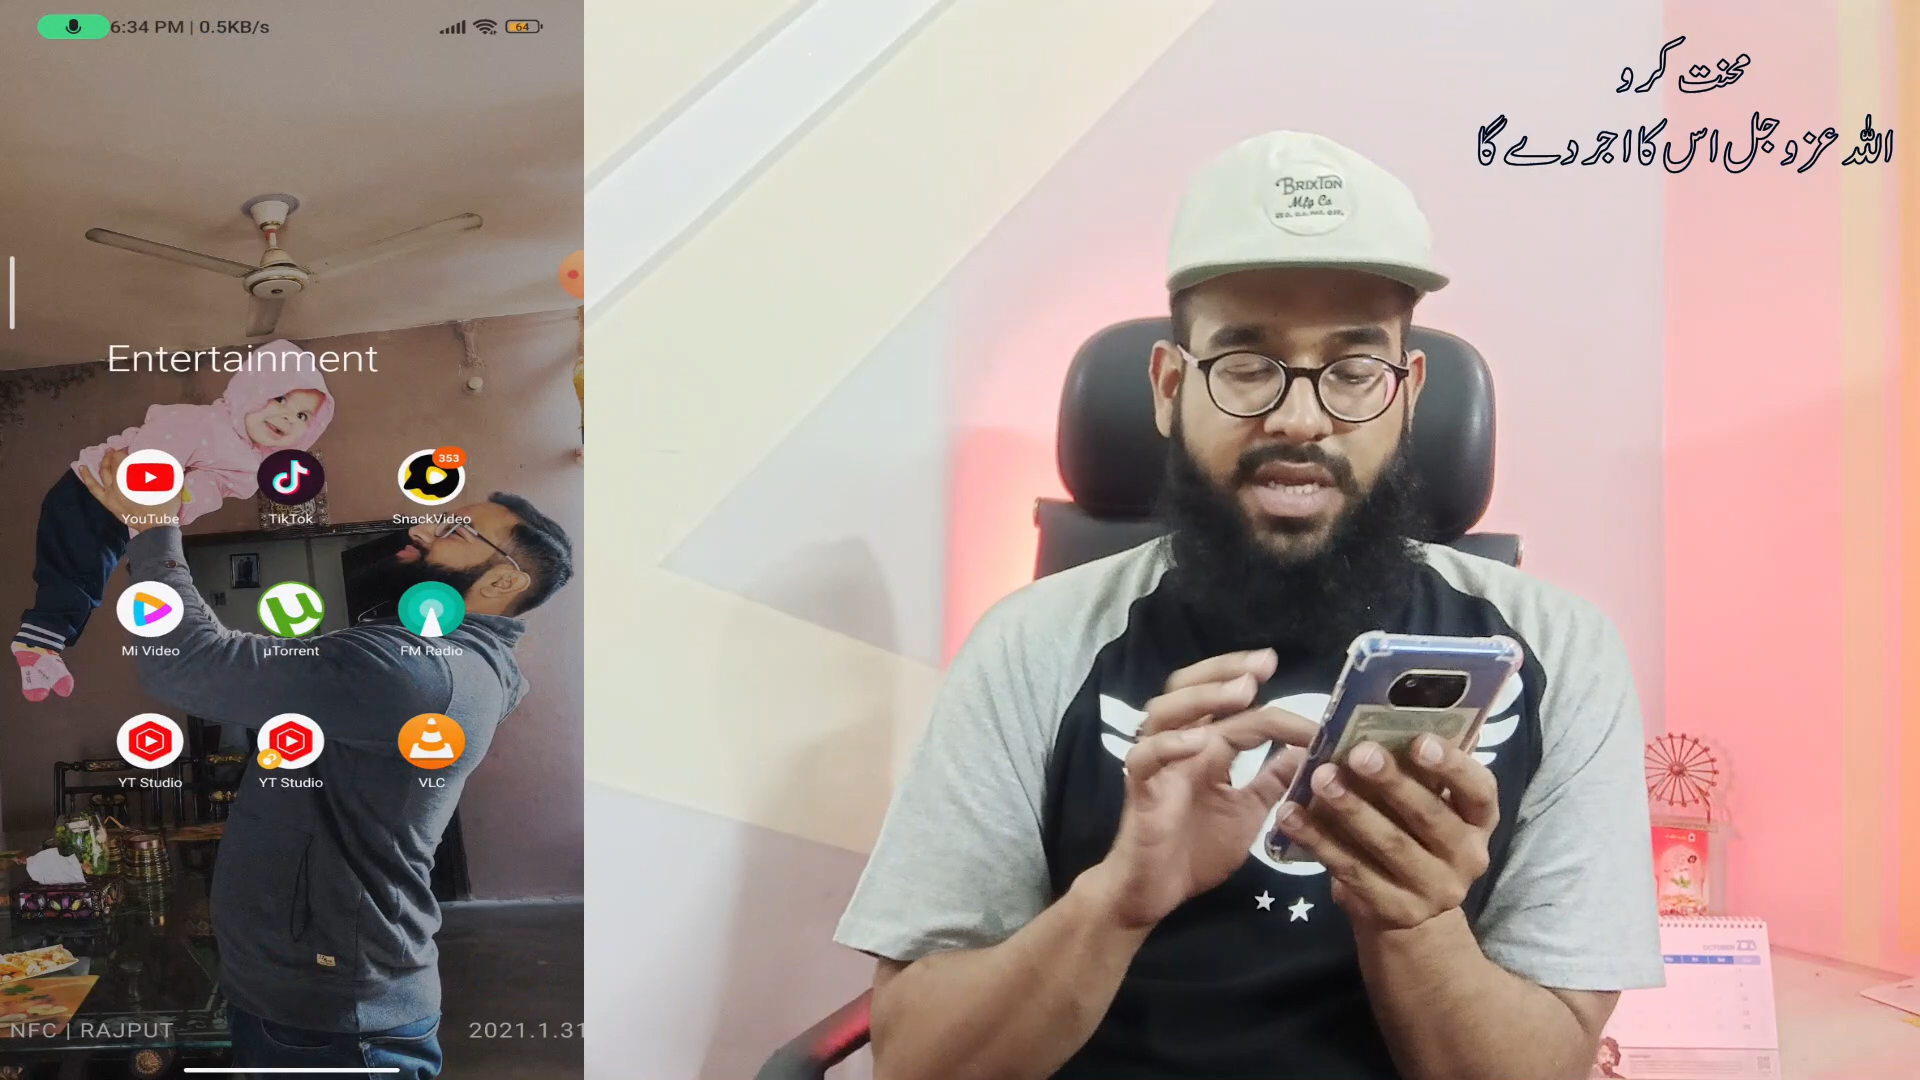 6:34 PM | 0.5KB/s
64
Entertainment
353
YouTube
TikTok
SnackVideo
Mi Video
µTorrent
FM Radio
YT Studio
YT Studio
VLC
NFC | RAJPUT
2021.1.31
محنت کرو
اللہ عزوجل اس کا اجر دے گا
BRIXTON
Mfg Co
OCTOBER